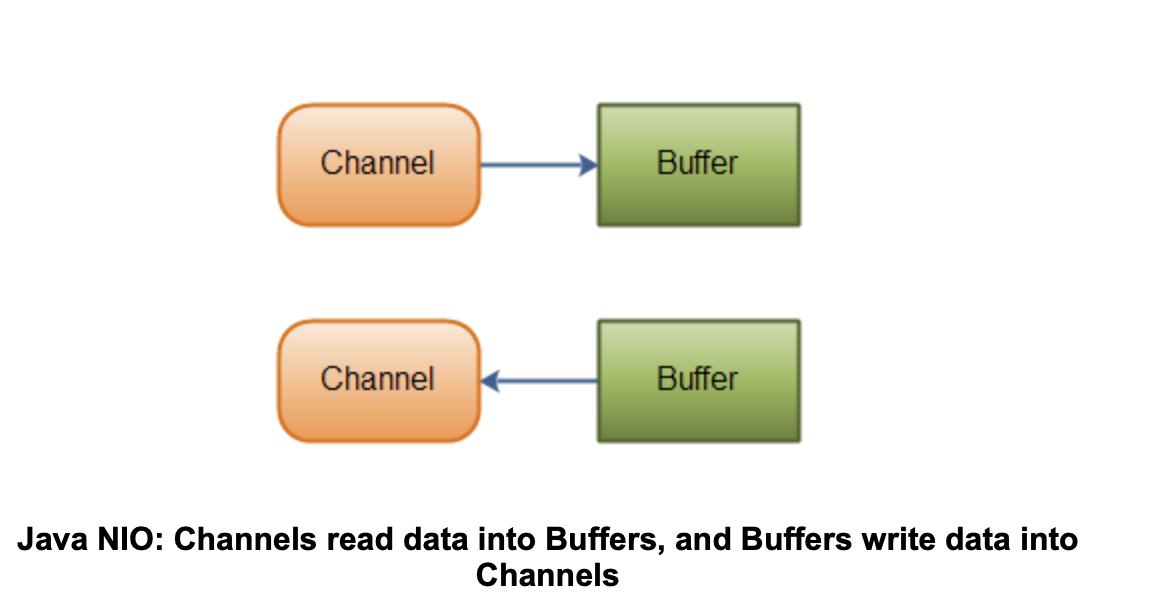 Channel
Buffer
Channel
Buffer
Java NIO: Channels read data into Buffers, and Buffers write data into
Channels